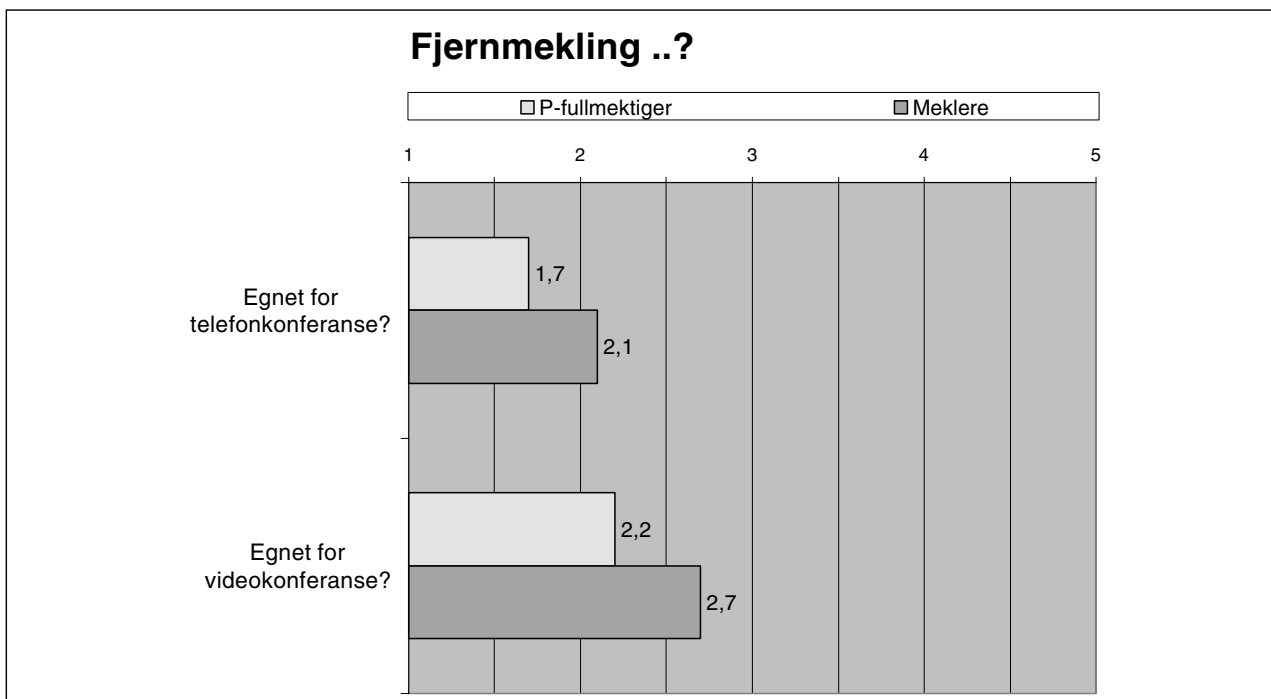 Fjernmekling ..?
P-fullmektiger Meklere
1 2 3 4 5
Egnet for
telefonkonferanse?
1,7
2,1
Egnet for
videokonferanse?
2,2
2,7